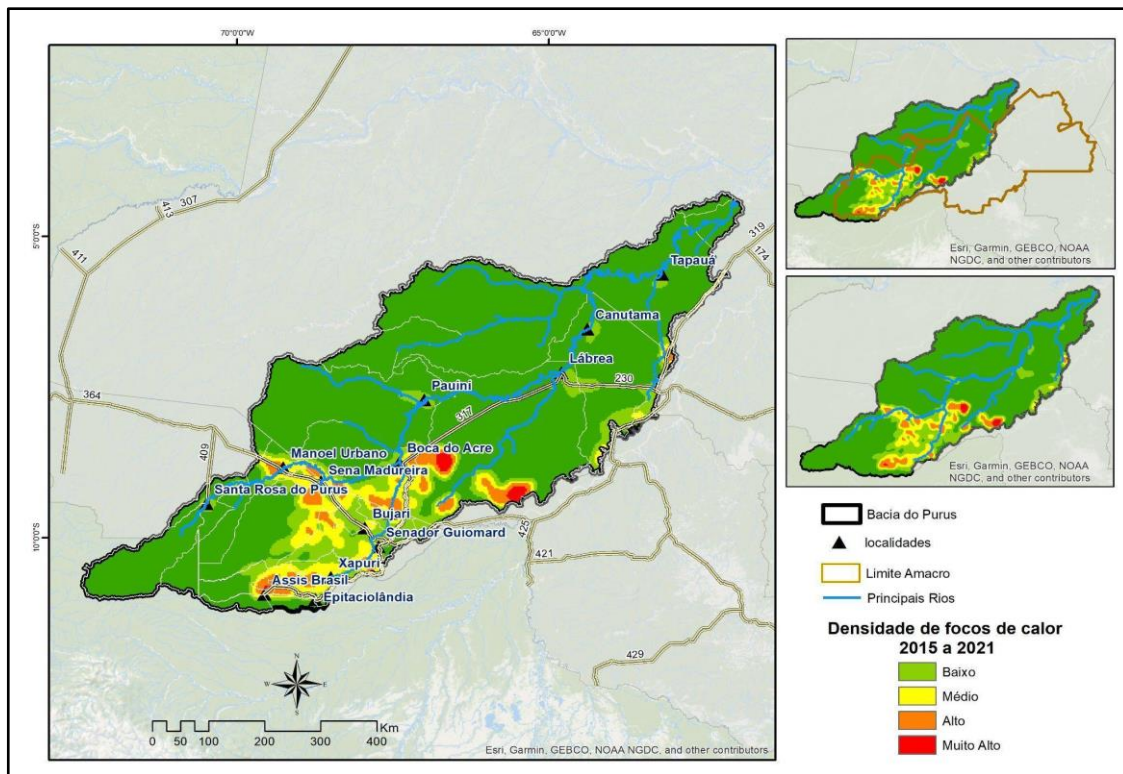 70°0'0"W
65°0'0"W
5°0'0"S
10°0'0"S
307
413
411
364
409
319
174
Tapauá
Canutama
Lábrea
230
Pauini
317
Boca do Acre
Manoel Urbano
Sena Madureira
Santa Rosa do Purus
Bujari
Senador Guiomard
Xapuri
Assis Brasil
Epitaciolândia
425
421
429
N
W
E
S
0 50 100 200 300 400
Km
Esri, Garmin, GEBCO, NOAA NGDC, and other contributors
Esri, Garmin, GEBCO, NOAA
NGDC, and other contributors
Esri, Garmin, GEBCO, NOAA
NGDC, and other contributors
Bacia do Purus
localidades
Limite Amacro
Principais Rios
Densidade de focos de calor
2015 a 2021
Baixo
Médio
Alto
Muito Alto